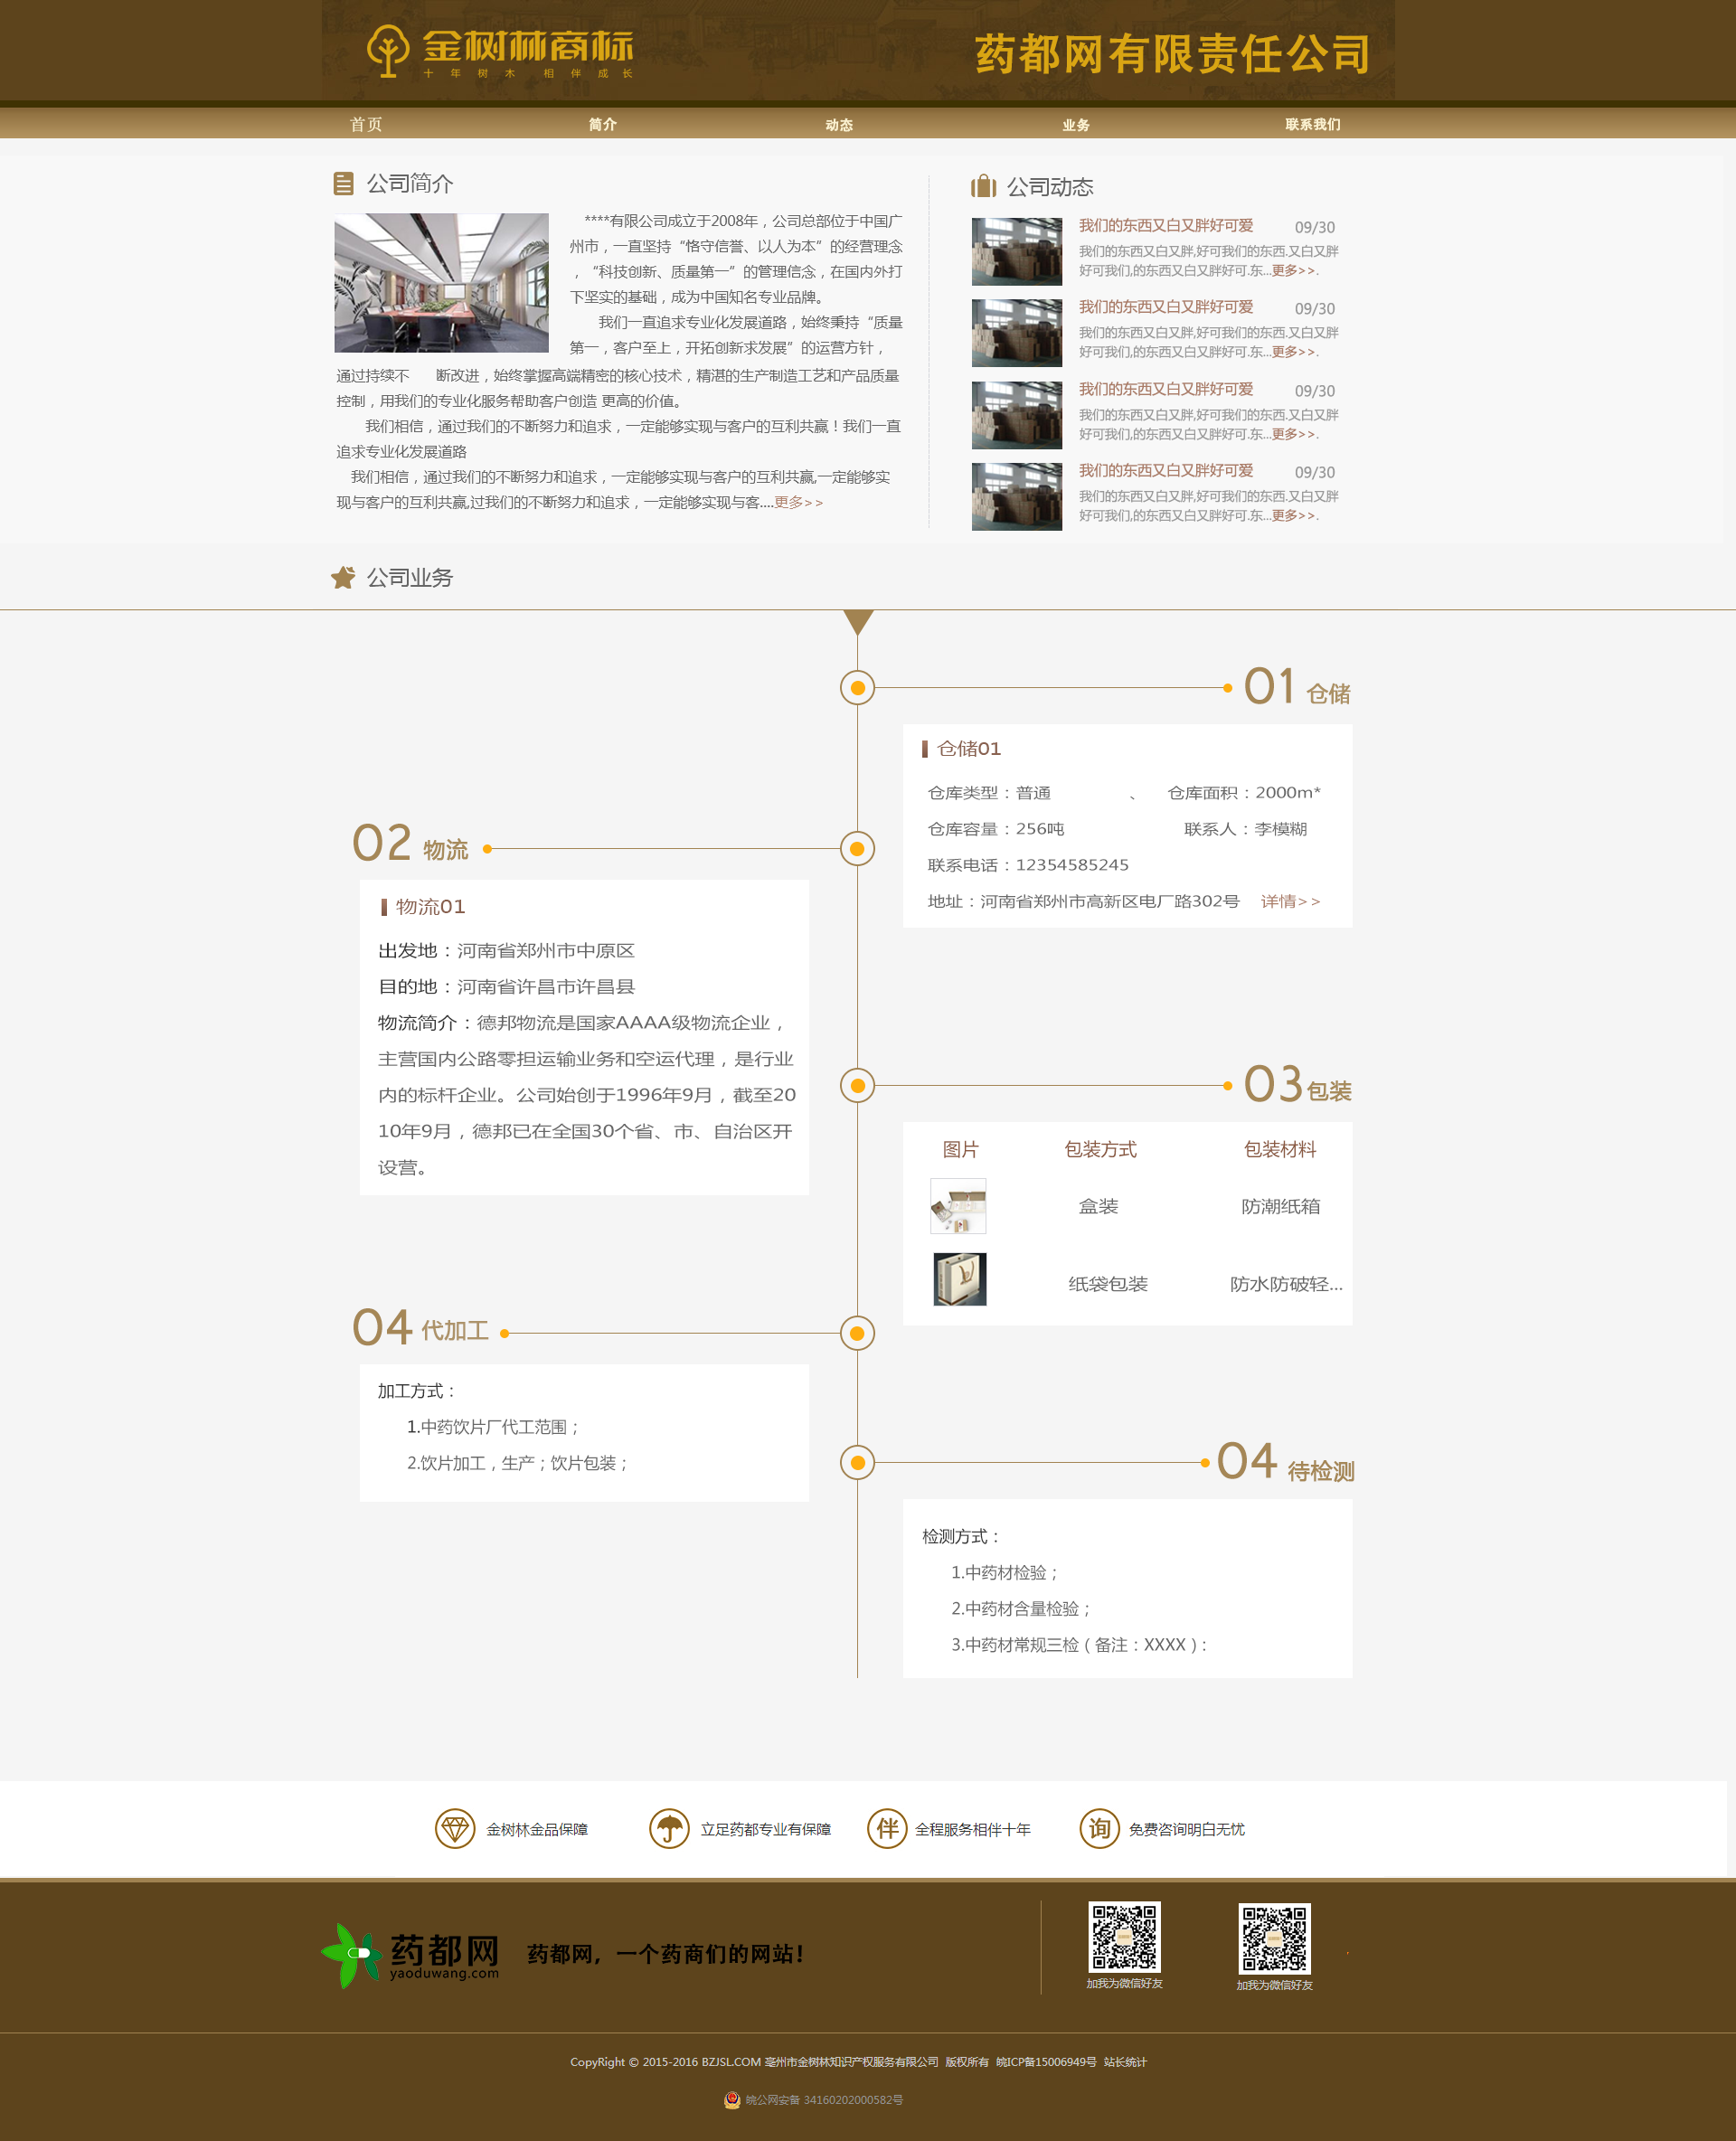 金树林商标
十年树木 相伴成长
药都网有限责任公司
首页 简介 动态 业务 联系我们
公司简介
****有限公司成立于2008年，公司总部位于中国广
州市，一直坚持“恪守信誉、以人为本”的经营理念
，“科技创新、质量第一”的管理信念，在国内外打
下坚实的基础，成为中国知名专业品牌。
我们一直追求专业化发展道路，始终秉持“质量
第一，客户至上，开拓创新求发展”的运营方针，
通过持续不 断改进，始终掌握高端精密的核心技术，精湛的生产制造工艺和产品质量
控制，用我们的专业化服务帮助客户创造 更高的价值。
我们相信，通过我们的不断努力和追求，一定能够实现与客户的互利共赢！我们一直
追求专业化发展道路
我们相信，通过我们的不断努力和追求，一定能够实现与客户的互利共赢,一定能够实
现与客户的互利共赢,过我们的不断努力和追求，一定能够实现与客....更多>>
公司动态
我们的东西又白又胖好可爱 09/30
我们的东西又白又胖,好可我们的东西.又白又胖
好可我们,的东西又白又胖好可.东...更多>>.
我们的东西又白又胖好可爱 09/30
我们的东西又白又胖,好可我们的东西.又白又胖
好可我们,的东西又白又胖好可.东...更多>>.
我们的东西又白又胖好可爱 09/30
我们的东西又白又胖,好可我们的东西.又白又胖
好可我们,的东西又白又胖好可.东...更多>>.
我们的东西又白又胖好可爱 09/30
我们的东西又白又胖,好可我们的东西.又白又胖
好可我们,的东西又白又胖好可.东...更多>>.
公司业务
01 仓储
仓储01
仓库类型：普通 、 仓库面积：2000m*
仓库容量：256吨 联系人：李模糊
联系电话：12354585245
地址：河南省郑州市高新区电厂路302号 详情>>
02 物流
物流01
出发地：河南省郑州市中原区
目的地：河南省许昌市许昌县
物流简介：德邦物流是国家AAAA级物流企业，
主营国内公路零担运输业务和空运代理，是行业
内的标杆企业。公司始创于1996年9月，截至20
10年9月，德邦已在全国30个省、市、自治区开
设营。
03 包装
图片 包装方式 包装材料
盒装 防潮纸箱
纸袋包装 防水防破轻...
04 代加工
加工方式：
1.中药饮片厂代工范围；
2.饮片加工，生产；饮片包装；
04 待检测
检测方式：
1.中药材检验；
2.中药材含量检验；
3.中药材常规三检（备注：XXXX）：
金树林金品保障
立足药都专业有保障
伴 全程服务相伴十年
询 免费咨询明白无忧
药都网
yaoduwang.com
药都网，一个药商们的网站！
加我为微信好友
加我为微信好友
CopyRight © 2015-2016 BZJSL.COM 亳州市金树林知识产权服务有限公司 版权所有 皖ICP备15006949号 站长统计
皖公网安备 34160202000582号